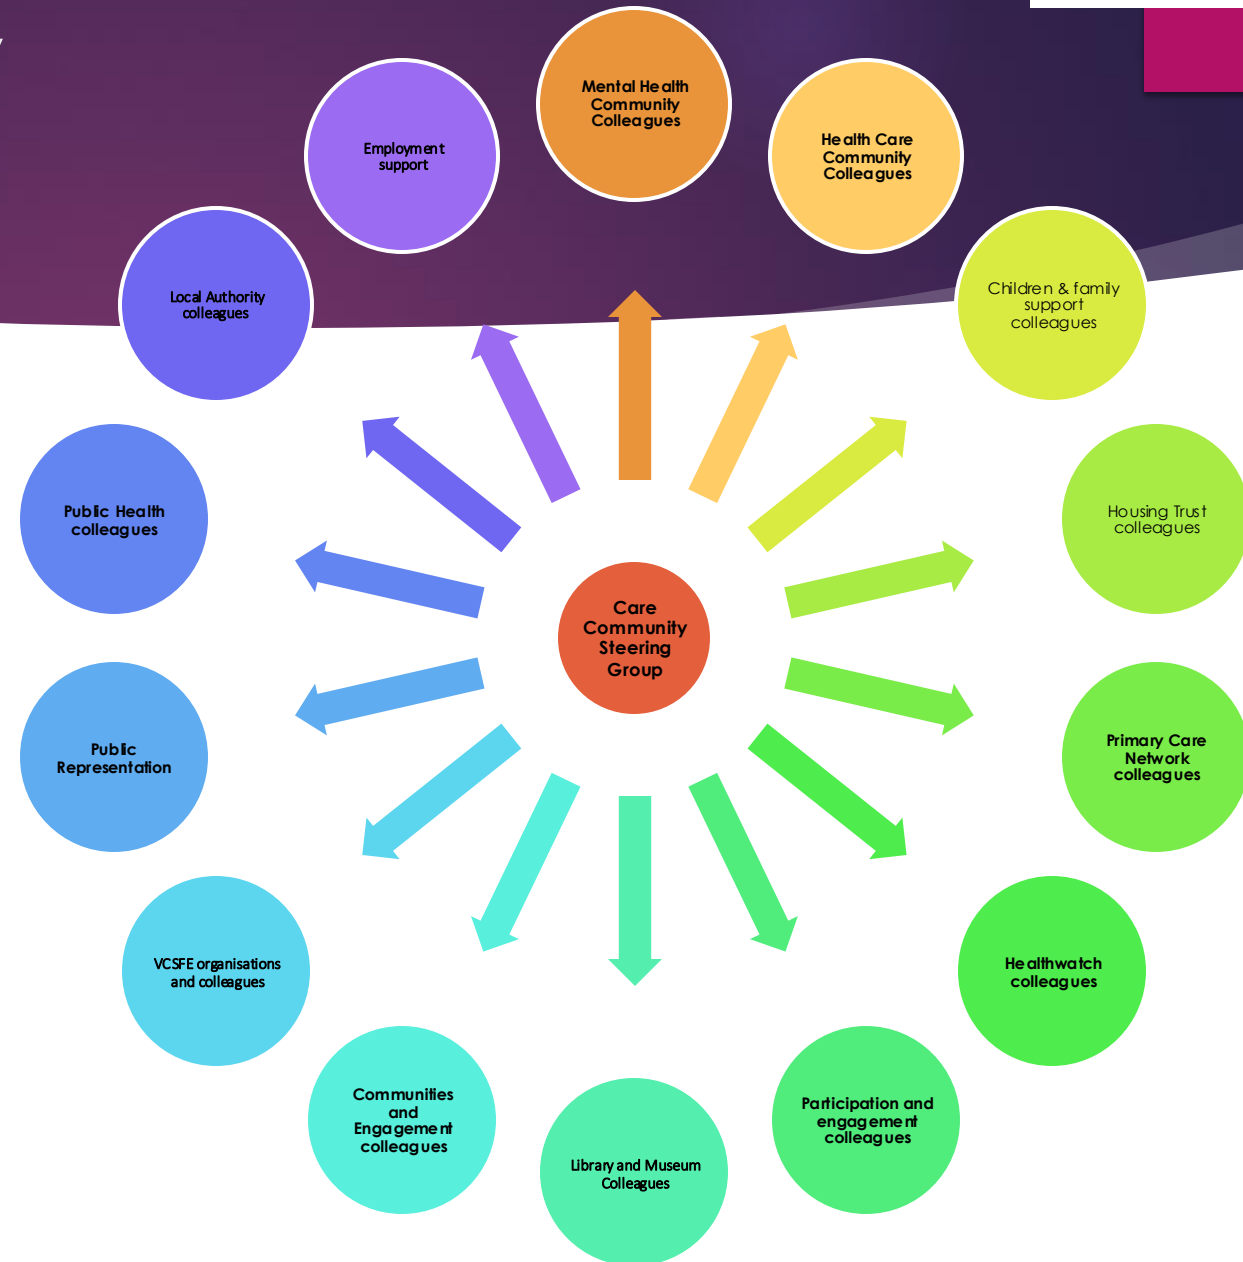 Mental Health
Community
Colleagues
Health Care
Community
Colleagues
Children & family
support
colleagues
Housing Trust
colleagues
Primary Care
Network
colleagues
Healthwatch
colleagues
Participation and
engagement
colleagues
Library and Museum
Colleagues
Communities
and
Engagement
colleagues
VCSFE organisations
and colleagues
Public
Representation
Public Health
colleagues
Local Authority
colleagues
Employment
support
Care
Community
Steering
Group